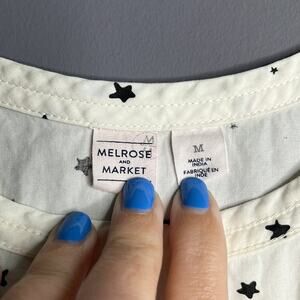 M
MELROSE
AND
MARKET
M
MADE IN
INDIA
FABRIQUÉ EN
INDE